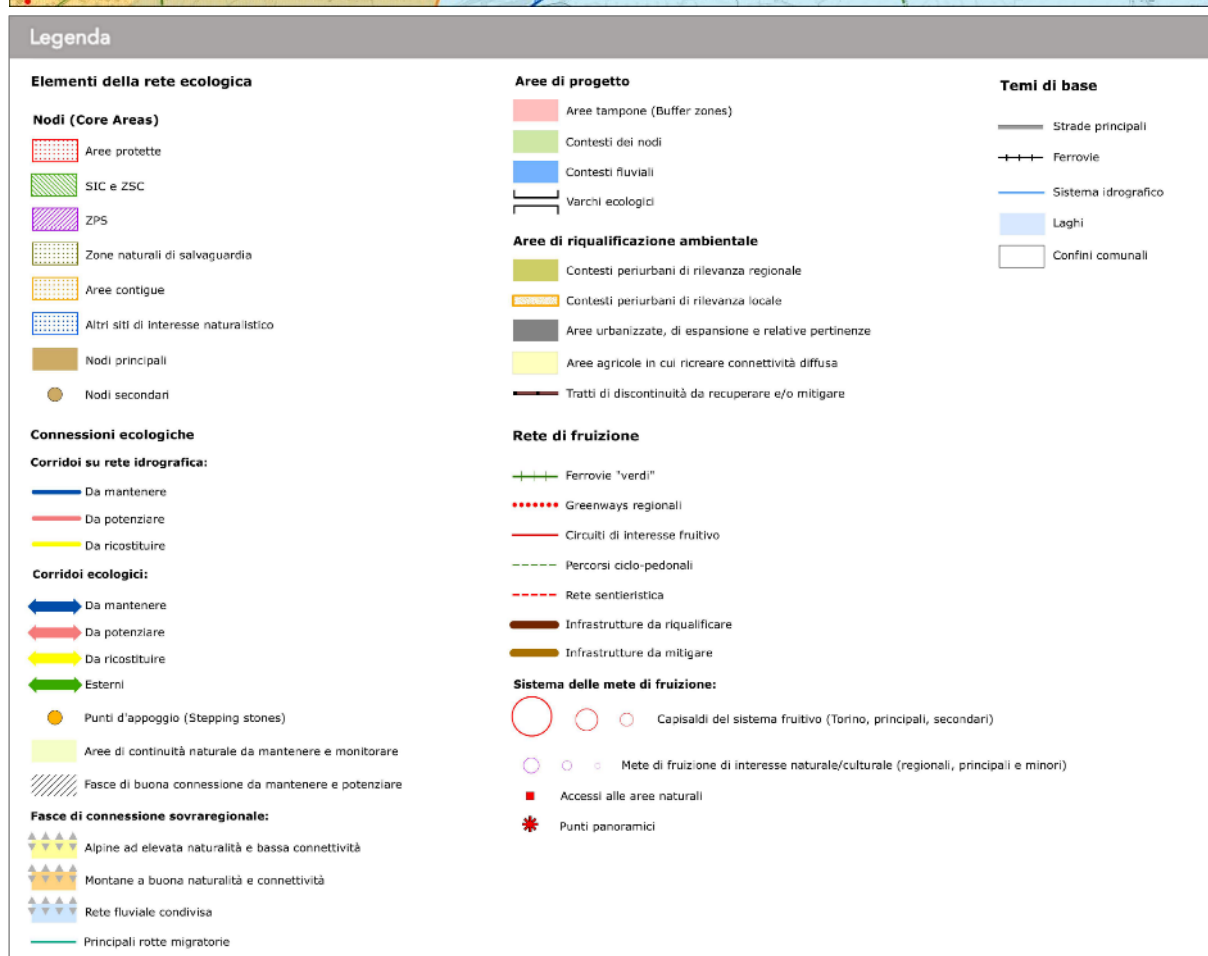 Legenda
Elementi della rete ecologica
Nodi (Core Areas)
Aree protette
SIC e ZSC
ZPS
Zone naturali di salvaguardia
Aree contigue
Altri siti di interesse naturalistico
Nodi principali
Nodi secondari
Connessioni ecologiche
Corridoi su rete idrografica:
Da mantenere
Da potenziare
Da ricostituire
Corridoi ecologici:
Da mantenere
Da potenziare
Da ricostituire
Esterni
Punti d'appoggio (Stepping stones)
Aree di continuità naturale da mantenere e monitorare
Fasce di buona connessione da mantenere e potenziare
Fasce di connessione sovraregionale:
Alpine ad elevata naturalità e bassa connettività
Montane a buona naturalità e connettività
Rete fluviale condivisa
Principali rotte migratorie
Aree di progetto
Aree tampone (Buffer zones)
Contesti dei nodi
Contesti fluviali
Varchi ecologici
Aree di riqualificazione ambientale
Contesti periurbani di rilevanza regionale
Contesti periurbani di rilevanza locale
Aree urbanizzate, di espansione e relative pertinenze
Aree agricole in cui ricreare connettività diffusa
Tratti di discontinuità da recuperare e/o mitigare
Rete di fruizione
Ferrovie "verdi"
Greenways regionali
Circuiti di interesse fruitivo
Percorsi ciclo-pedonali
Rete sentieristica
Infrastrutture da riqualificare
Infrastrutture da mitigare
Sistema delle mete di fruizione:
Capisaldi del sistema fruitivo (Torino, principali, secondari)
Mete di fruizione di interesse naturale/culturale (regionali, principali e minori)
Accessi alle aree naturali
Punti panoramici
Temi di base
Strade principali
Ferrovie
Sistema idrografico
Laghi
Confini comunali